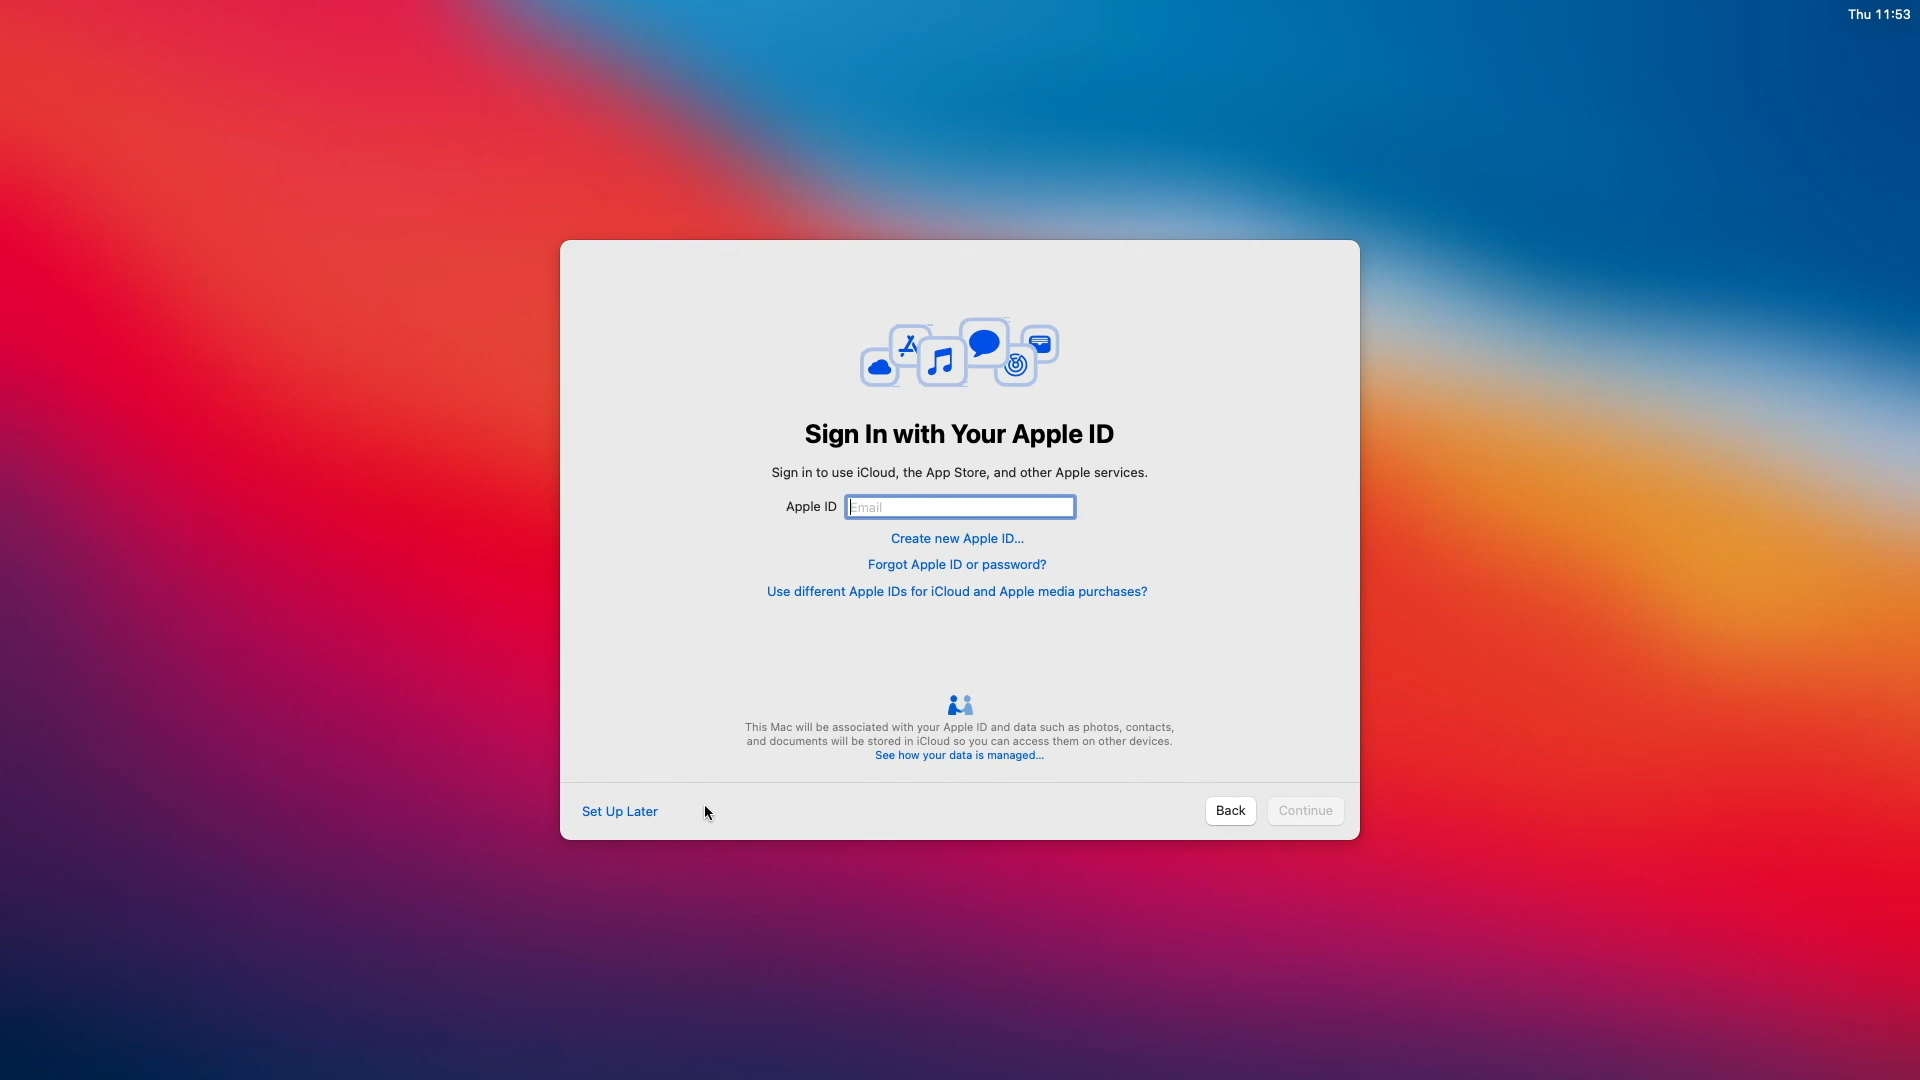 Thu 11:53
Sign In with Your Apple ID
Sign in to use iCloud, the App Store, and other Apple services.
Apple ID
Email
Create new Apple ID...
Forgot Apple ID or password?
Use different Apple IDs for iCloud and Apple media purchases?
This Mac will be associated with your Apple ID and data such as photos, contacts,
and documents will be stored in iCloud so you can access them on other devices.
See how your data is managed...
Set Up Later
Back
Continue